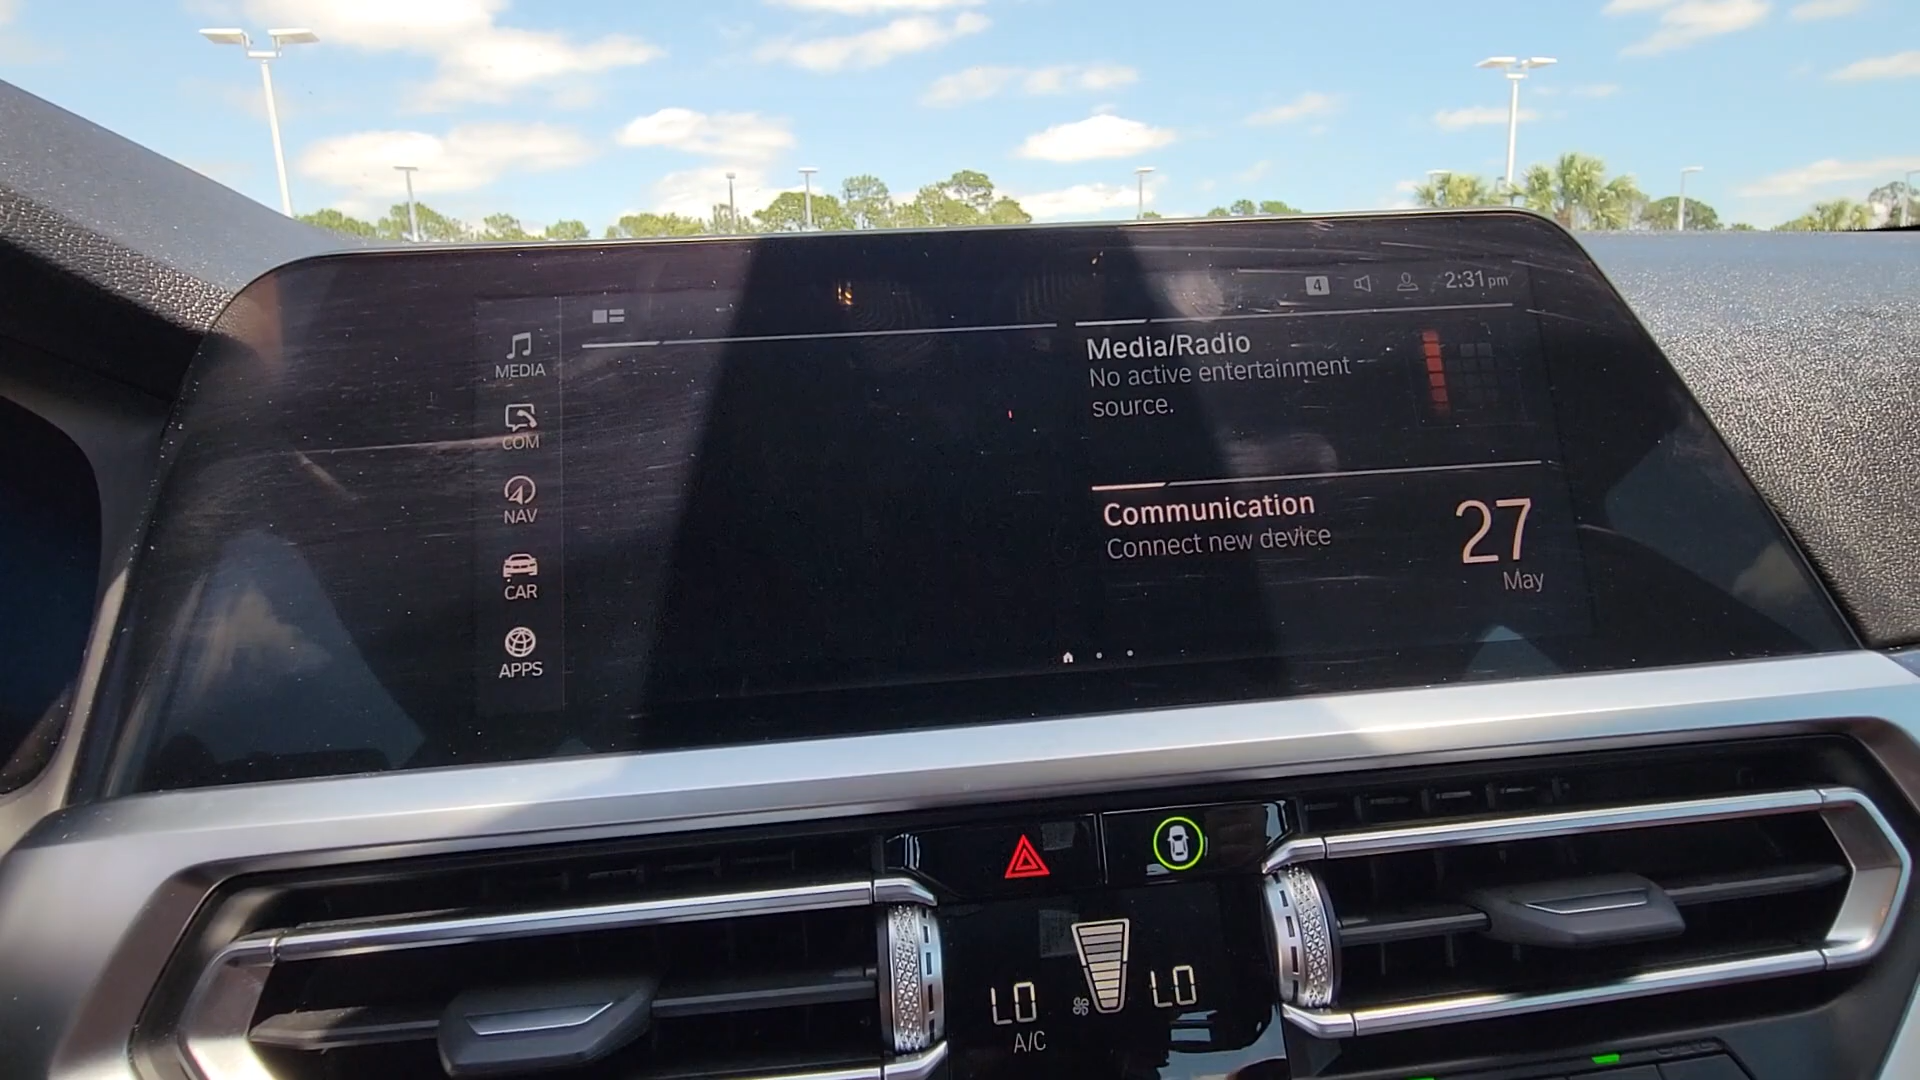 4
2:31 pm
MEDIA
COM
NAV
CAR
APPS
Media/Radio
No active entertainment
source.
Communication
Connect new device
27
May
LO
LO
A/C